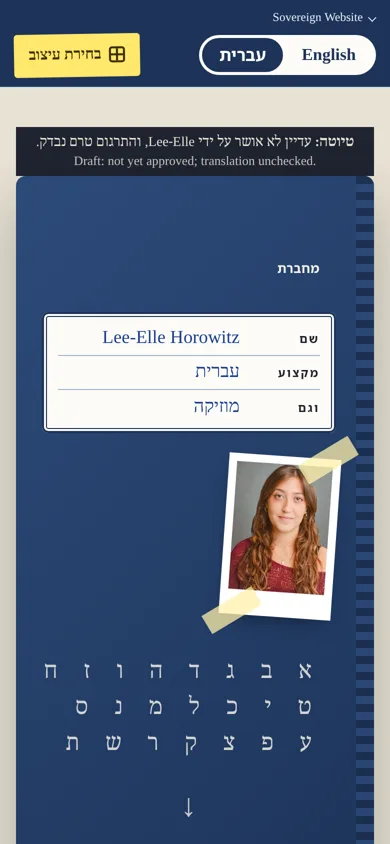 Sovereign Website
English
עברית
בחירת עיצוב
טיוטה: עדיין לא אושר על ידי Lee-Elle, והתרגום טרם נבדק.
Draft: not yet approved; translation unchecked.
מחברת
שם Lee-Elle Horowitz
מקצוע עברית
וגם מוזיקה
א ב ג ד ה ו ז ח
ט י כ ל מ נ ס
ע פ צ ק ר ש ת
↓